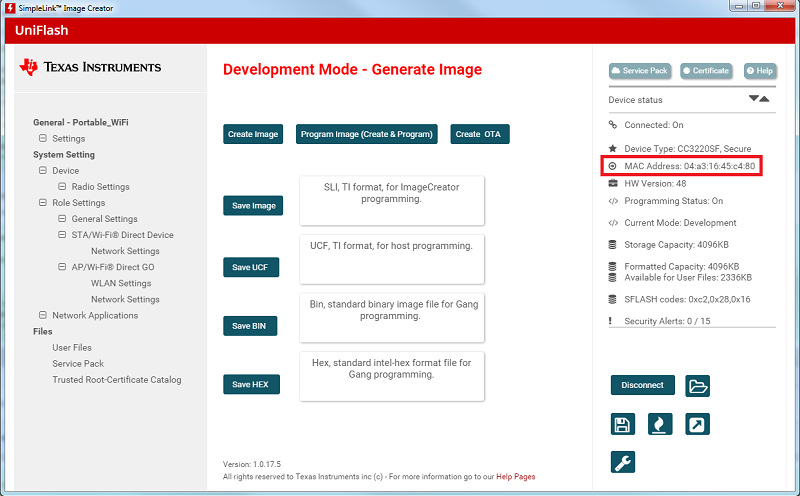 SimpleLink™ Image Creator
UniFlash
TEXAS INSTRUMENTS
General - Portable_WiFi
Settings
System Setting
Device
Radio Settings
Role Settings
General Settings
STA/Wi-Fi® Direct Device
Network Settings
AP/Wi-Fi® Direct GO
WLAN Settings
Network Settings
Network Applications
Files
User Files
Service Pack
Trusted Root-Certificate Catalog
Development Mode - Generate Image
Create Image
Program Image (Create & Program)
Create OTA
Save Image
SLI, TI format, for ImageCreator
programming.
Save UCF
UCF, TI format, for host programming.
Save BIN
Bin, standard binary image file for Gang
programming.
Save HEX
Hex, standard intel-hex format file for
Gang programming.
Version: 1.0.17.5
All rights reserved to Texas Instruments inc (c) - For more information go to our Help Pages
Service Pack
Certificate
Help
Device status
Connected: On
Device Type: CC3220SF, Secure
MAC Address: 04:a3:16:45:c4:80
HW Version: 48
Programming Status: On
Current Mode: Development
Storage Capacity: 4096KB
Formatted Capacity: 4096KB
Available for User Files: 2336KB
SFLASH codes: 0xc2,0x28,0x16
Security Alerts: 0 / 15
Disconnect